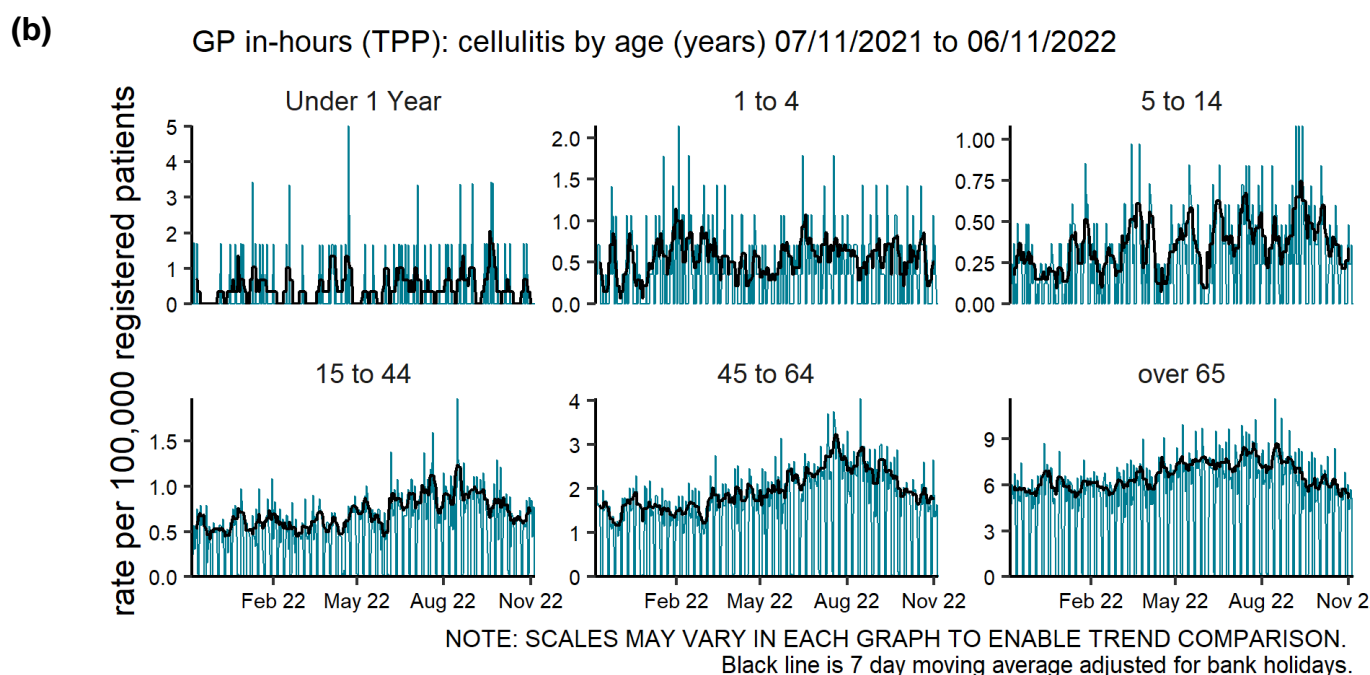 (b)
GP in-hours (TPP): cellulitis by age (years) 07/11/2021 to 06/11/2022
rate per 100,000 registered patients
Under 1 Year
5
4
3
2
1
0
1 to 4
2.0
1.5
1.0
0.5
0.0
5 to 14
1.00
0.75
0.50
0.25
0.00
15 to 44
1.5
1.0
0.5
0.0
Feb 22 May 22 Aug 22 Nov 22
45 to 64
4
3
2
1
0
Feb 22 May 22 Aug 22 Nov 22
over 65
9
6
3
0
Feb 22 May 22 Aug 22 Nov 2
NOTE: SCALES MAY VARY IN EACH GRAPH TO ENABLE TREND COMPARISON.
Black line is 7 day moving average adjusted for bank holidays.